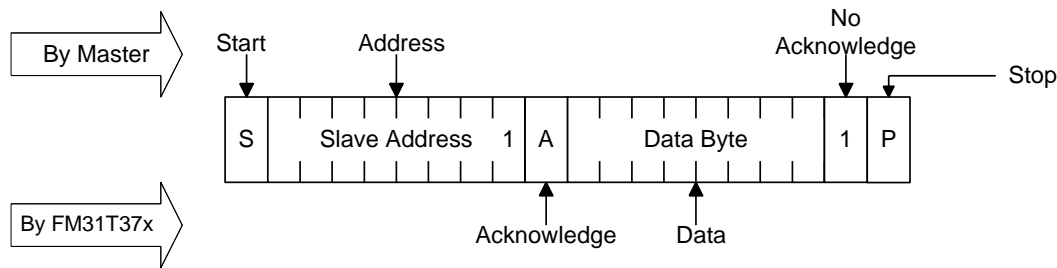 By Master
Start
Address
No
Acknowledge
Stop
S
Slave Address
1
A
Data Byte
1
P
By FM31T37x
Acknowledge
Data